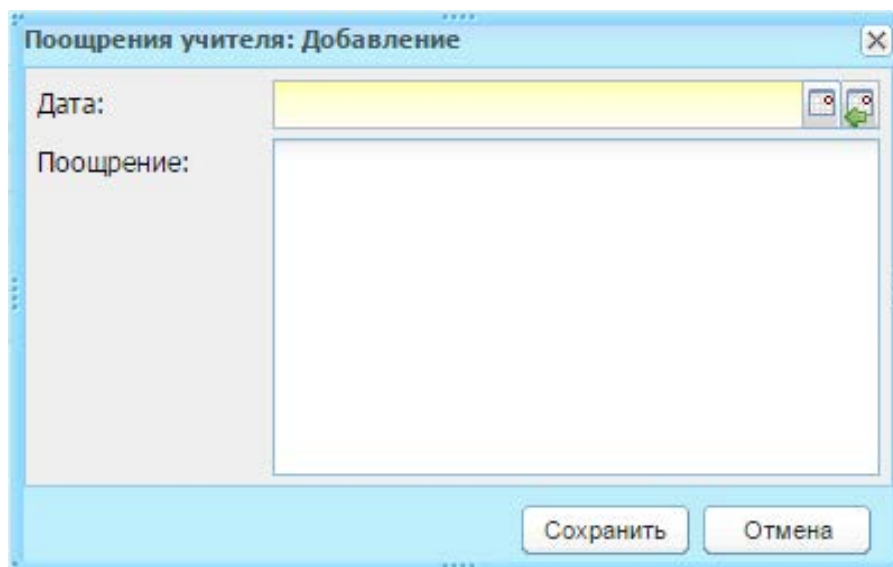 Поощрения учителя: Добавление
Дата:
Поощрение:
Сохранить
Отмена